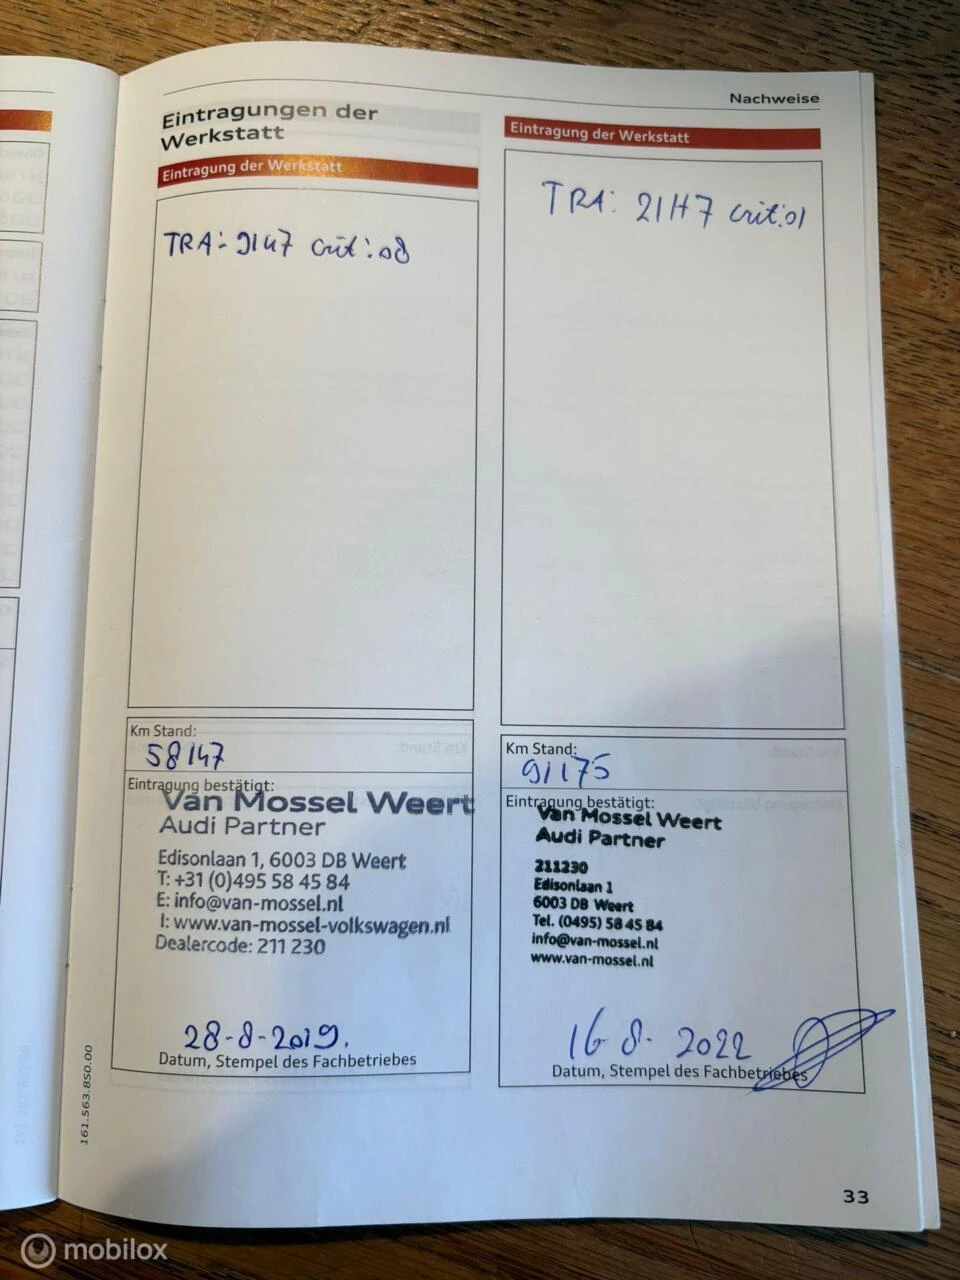 Nachweise
Eintragungen der
Werkstatt
Eintragung der Werkstatt
TRA: 91H7 crit: 08
Km Stand:
58147
Eintragung bestätigt:
Van Mossel Weert
Audi Partner
Edisonlaan 1, 6003 DB Weert
T: +31 (0)495 58 45 84
E: info@van-mossel.nl
I: www.van-mossel-volkswagen.nl
Dealercode: 211 230
28-8-2019.
Datum, Stempel des Fachbetriebes
Eintragung der Werkstatt
TRA: 21H7 crit: 01
Km Stand:
91175
Eintragung bestätigt:
Van Mossel Weert
Audi Partner
211230
Edisonlaan 1
6003 DB Weert
Tel. (0495) 58 45 84
info@van-mossel.nl
www.van-mossel.nl
16-8-2022
Datum, Stempel des Fachbetriebes
161.563.850.00
33
mobilox